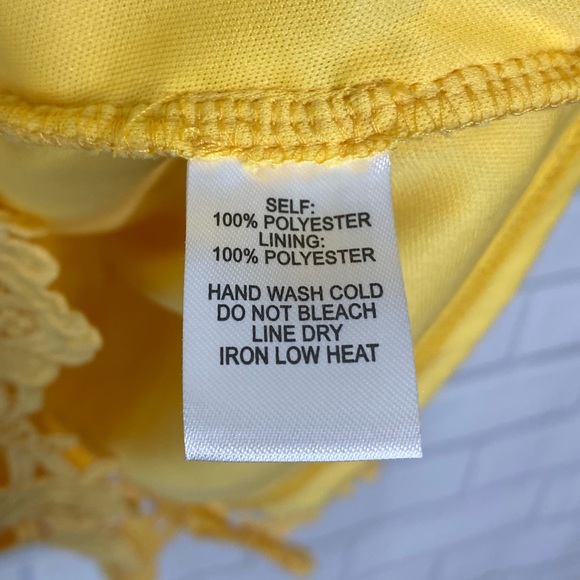 SELF:
100% POLYESTER
LINING:
100% POLYESTER
HAND WASH COLD
DO NOT BLEACH
LINE DRY
IRON LOW HEAT